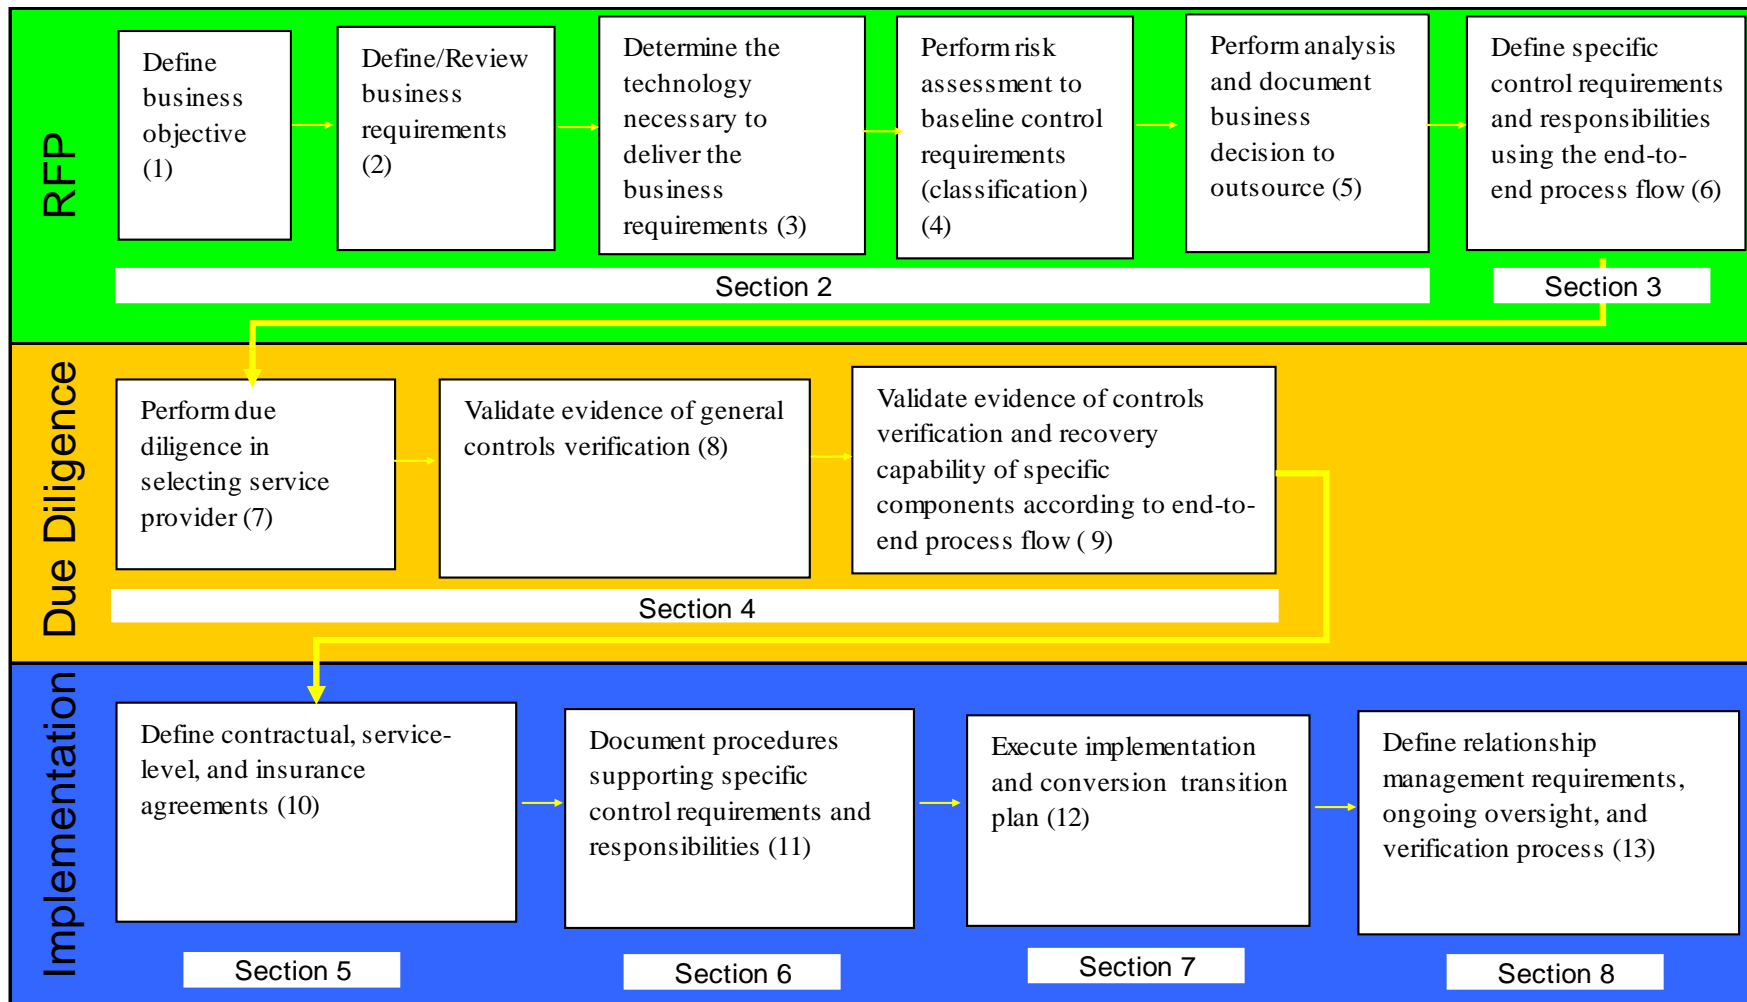 RFP
Define
business
objective
(1)
Define/Review
business
requirements
(2)
Determine the
technology
necessary to
deliver the
business
requirements (3)
Perform risk
assessment to
baseline control
requirements
(classification)
(4)
Perform analysis
and document
business
decision to
outsource (5)
Define specific
control requirements
and responsibilities
using the end-to-
end process flow (6)
Section 2
Section 3
Due Diligence
Perform due
diligence in
selecting service
provider (7)
Validate evidence of general
controls verification (8)
Validate evidence of controls
verification and recovery
capability of specific
components according to end-to-
end process flow ( 9)
Section 4
Implementation
Define contractual, service-
level, and insurance
agreements (10)
Document procedures
supporting specific
control requirements and
responsibilities (11)
Execute implementation
and conversion transition
plan (12)
Define relationship
management requirements,
ongoing oversight, and
verification process (13)
Section 5
Section 6
Section 7
Section 8